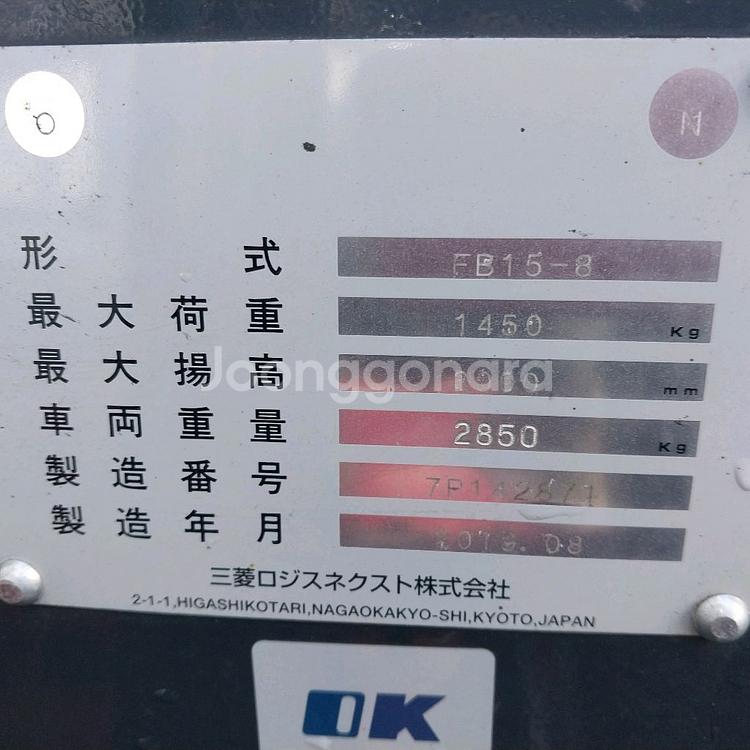 N
形式 FB15-8
最大荷重 1450 Kg
最大揚高 mm
Joonggonara
車両重量 2850 Kg
製造番号
製造年月
三菱ロジスネクスト株式会社
2-1-1,HIGASHIKOTARI,NAGAOKAKYO-SHI,KYOTO,JAPAN
OK